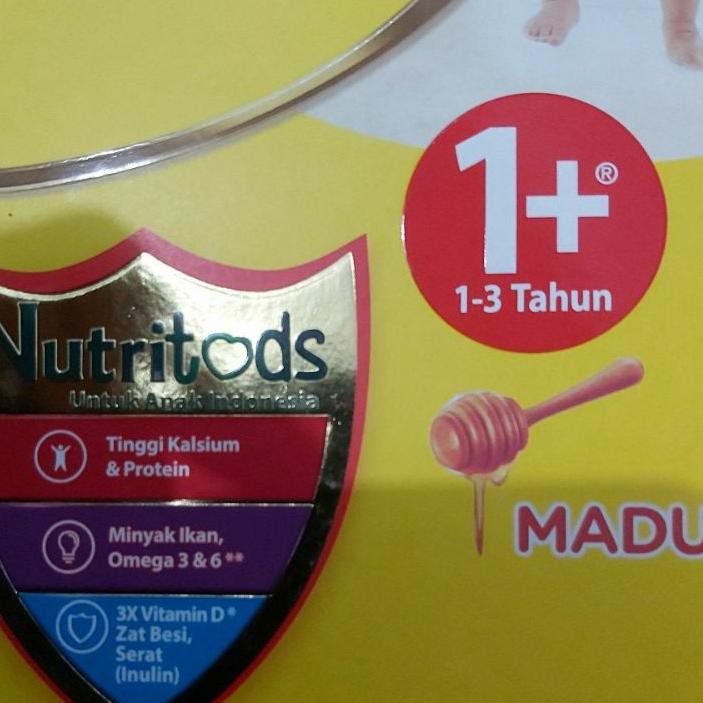 1+®
1-3 Tahun
Nutritods
Untuk Anak Indonesia
Tinggi Kalsium
& Protein
Minyak Ikan,
Omega 3 & 6**
3X Vitamin D*
Zat Besi,
Serat
(Inulin)
MADU